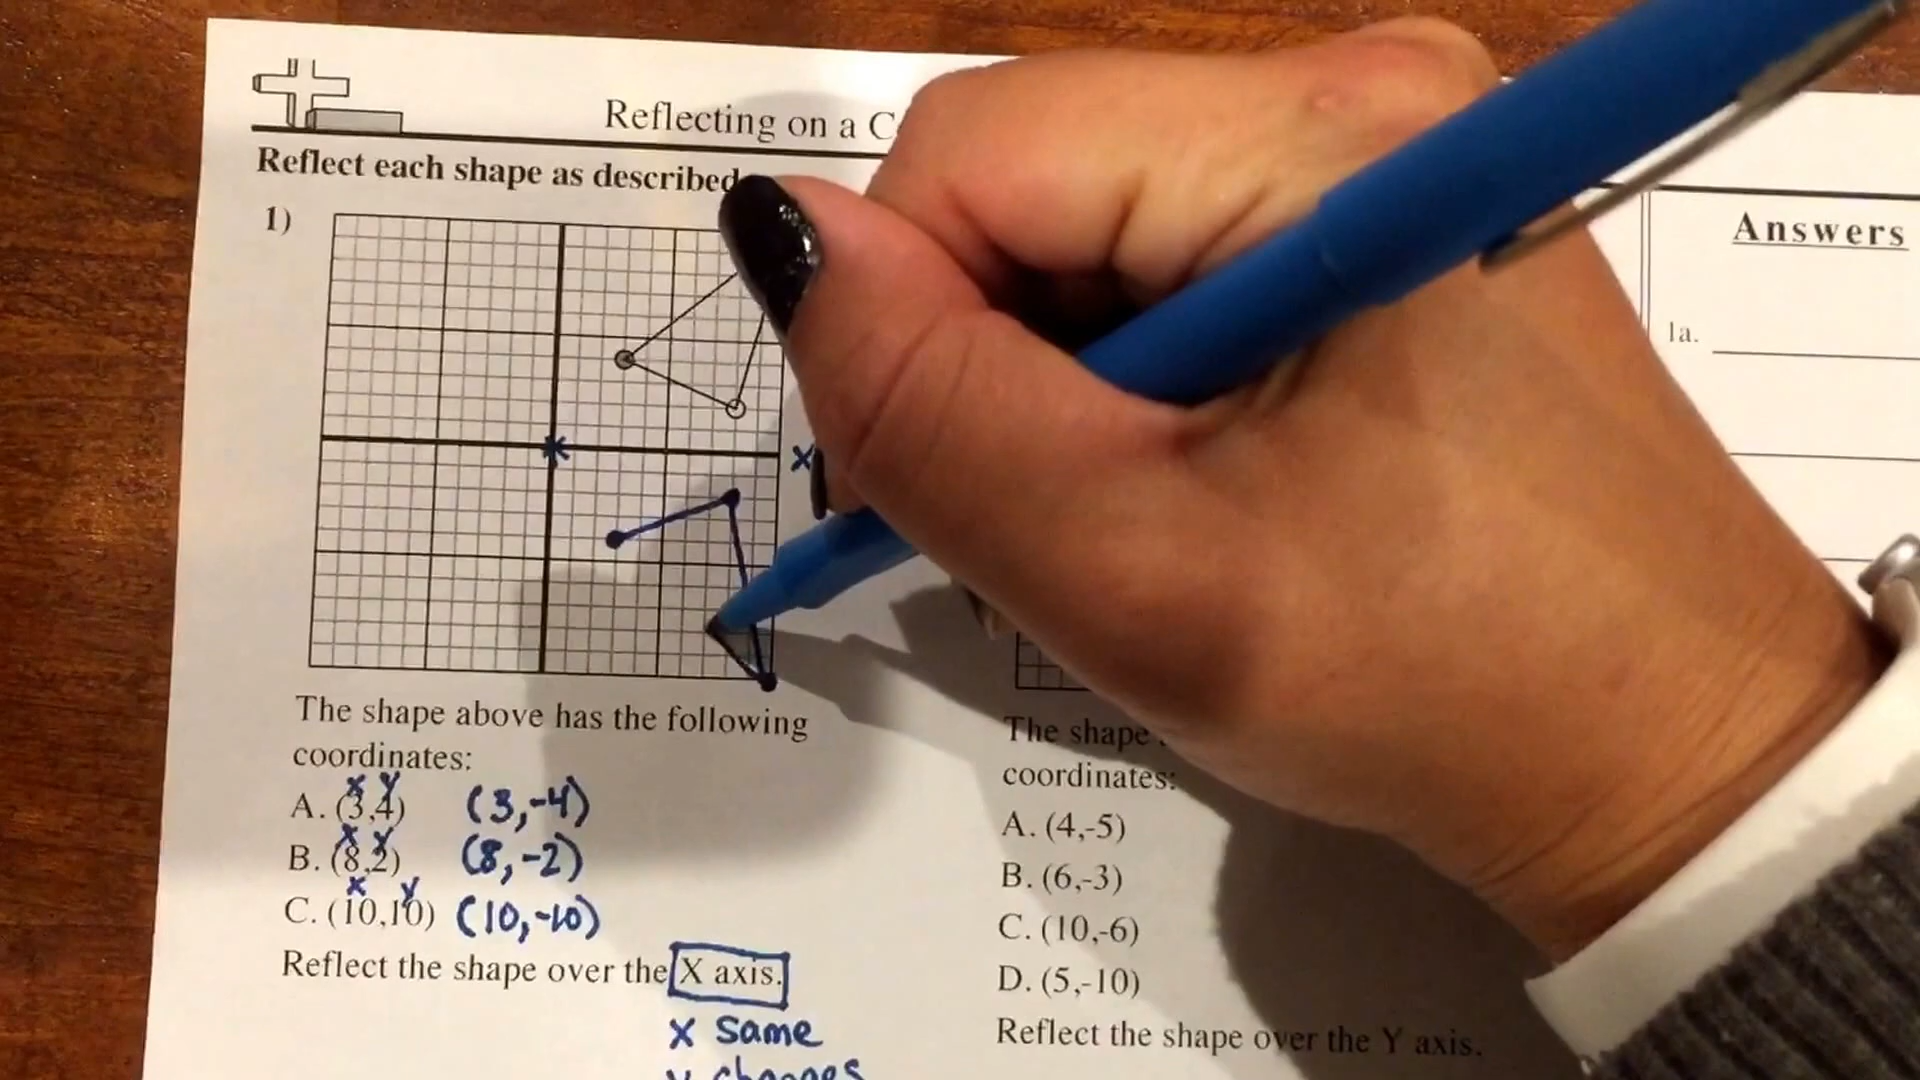 Reflecting on a C
Reflect each shape as described
1)
Answers
1a.
X
The shape above has the following
coordinates:
x y
A. (3,4) (3,-4)
x y
B. (8,2) (8,-2)
x y
C. (10,10) (10,-10)
Reflect the shape over the X axis.
X Same
y changes
The shape
coordinates:
A. (4,-5)
B. (6,-3)
C. (10,-6)
D. (5,-10)
Reflect the shape over the Y axis.